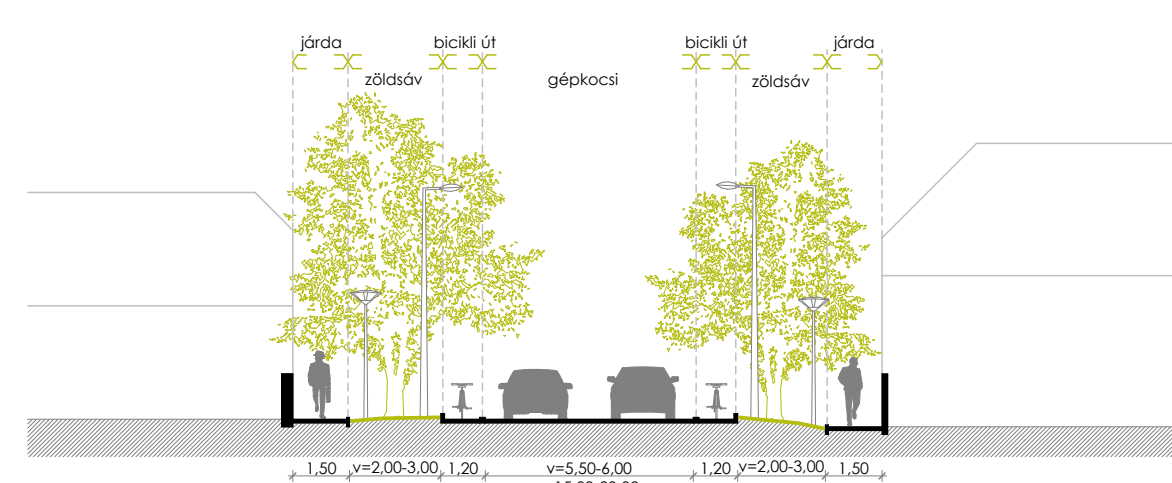 járda bicikli út bicikli út járda
zöldsáv gépkocsi zöldsáv
1,50 v=2,00-3,00 1,20 v=5,50-6,00 1,20 v=2,00-3,00 1,50